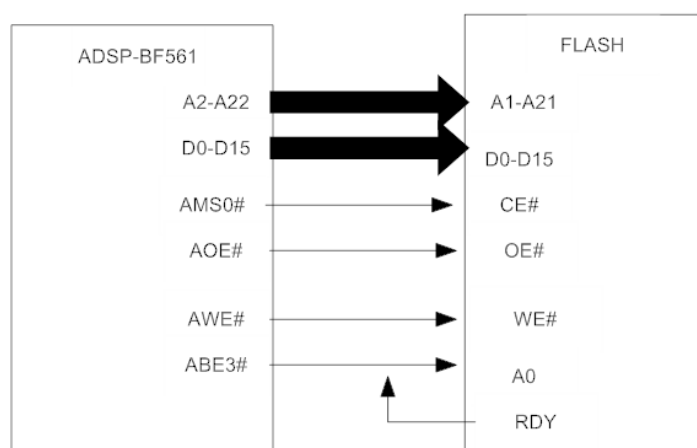 ADSP-BF561
FLASH
A2-A22
A1-A21
D0-D15
D0-D15
AMS0#
CE#
AOE#
OE#
AWE#
WE#
ABE3#
A0
RDY